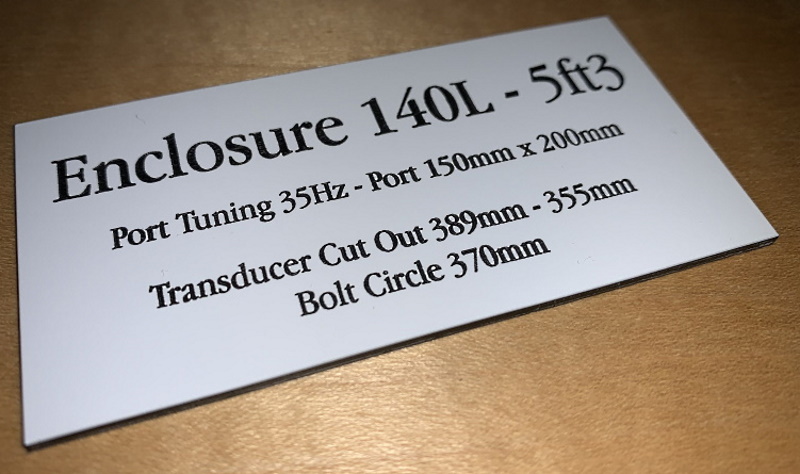 Enclosure 140L - 5ft3
Port Tuning 35Hz - Port 150mm x 200mm
Transducer Cut Out 389mm - 355mm
Bolt Circle 370mm